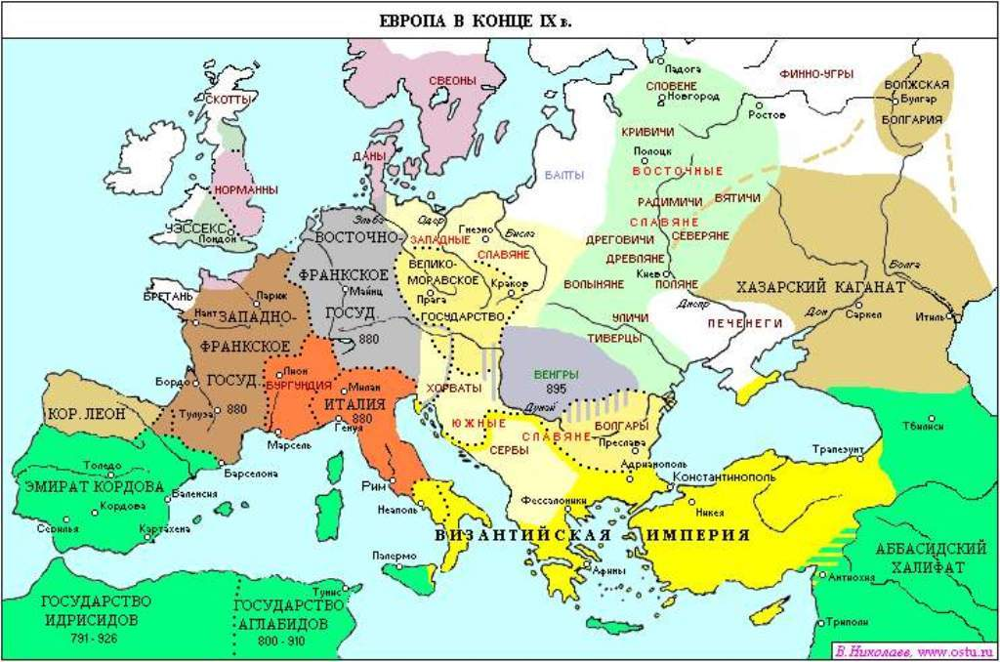 ЕВРОПА В КОНЦЕ IX в.
СКОТТЫ
НОРМАННЫ
УЭССЕКС
Лондон
БРЕТАНЬ
СВЕОНЫ
ДАНЫ
БАЛТЫ
ФИННО-УГРЫ
Ладога
СЛОВЕНЕ
Новгород
Ростов
ВОЛЖСКАЯ
Булгар
БОЛГАРИЯ
КРИВИЧИ
Полоцк
ВОСТОЧНЫЕ
РАДИМИЧИ
ВЯТИЧИ
СЛАВЯНЕ
СЕВЕРЯНЕ
ДРЕГОВИЧИ
ДРЕВЛЯНЕ
Киев
ВОЛЫНЯНЕ
ПОЛЯНЕ
УЛИЧИ
ТИВЕРЦЫ
Днепр
ПЕЧЕНЕГИ
Волга
ХАЗАРСКИЙ КАГАНАТ
Дон
Саркел
Итиль
Эльба
Одер
Висла
Гнезно
ЗАПАДНЫЕ
СЛАВЯНЕ
ВЕЛИКО-
МОРАВСКОЕ
Прага
Краков
ГОСУДАРСТВО
ВОСТОЧНО-
ФРАНКСКОЕ
Майнц
ГОСУД.
880
Париж
Нант
ЗАПАДНО-
ФРАНКСКОЕ
ГОСУД.
Бордо
880
Тулуза
Лион
БУРГУНДИЯ
Марсель
Милан
ИТАЛИЯ
880
Генуя
Рим
Неаполь
Палермо
ХОРВАТЫ
ВЕНГРЫ
895
Дунай
ЮЖНЫЕ
СЛАВЯНЕ
СЕРБЫ
БОЛГАРЫ
Преслава
Адрианополь
Константинополь
Фессалоники
Никея
Трапезунт
Афины
ВИЗАНТИЙСКАЯ ИМПЕРИЯ
Тбилиси
АББАСИДСКИЙ
ХАЛИФАТ
Антиохия
Триполи
КОР. ЛЕОН
Барселона
Толедо
ЭМИРАТ КОРДОВА
Валенсия
Кордова
Севилья
Картахена
ГОСУДАРСТВО
ИДРИСИДОВ
791 - 926
Тунис
ГОСУДАРСТВО
АГЛАБИДОВ
800 - 910
В.Николаев, www.ostu.ru